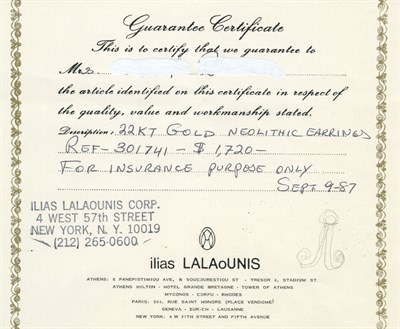 Guarantee Certificate
This is to certify that we guarantee to
Mrs
the article identified on this certificate in respect of
the quality, value and workmanship stated.
Description, 22KT GOLD NEOLITHIC EARRINGS
REF-301741- $1,720-
FOR INSURANCE PURPOSE ONLY
SEPT 9-87
ILIAS LALAOUNIS CORP.
4 WEST 57th STREET
NEW YORK, N. Y. 10019
(212) 265-0600
ilias LALAoUNIS
ATHENS: 6 PANEPISTIMIOU AVE, & VOUCOURESTIOU ST - TRESOR 2, STADIOU ST.
ATHENS HILTON - HOTEL GRANDE BRETAGNE - TOWER OF ATHENS
MYCONOS - CORFU - RHODES
PARIS: 364, RUE SAINT HONORE (PLACE VENDOME)
GENEVA - ZURICH - LAUSANNE
NEW YORK: 4 W 57TH STREET AND FIFTH AVENUE